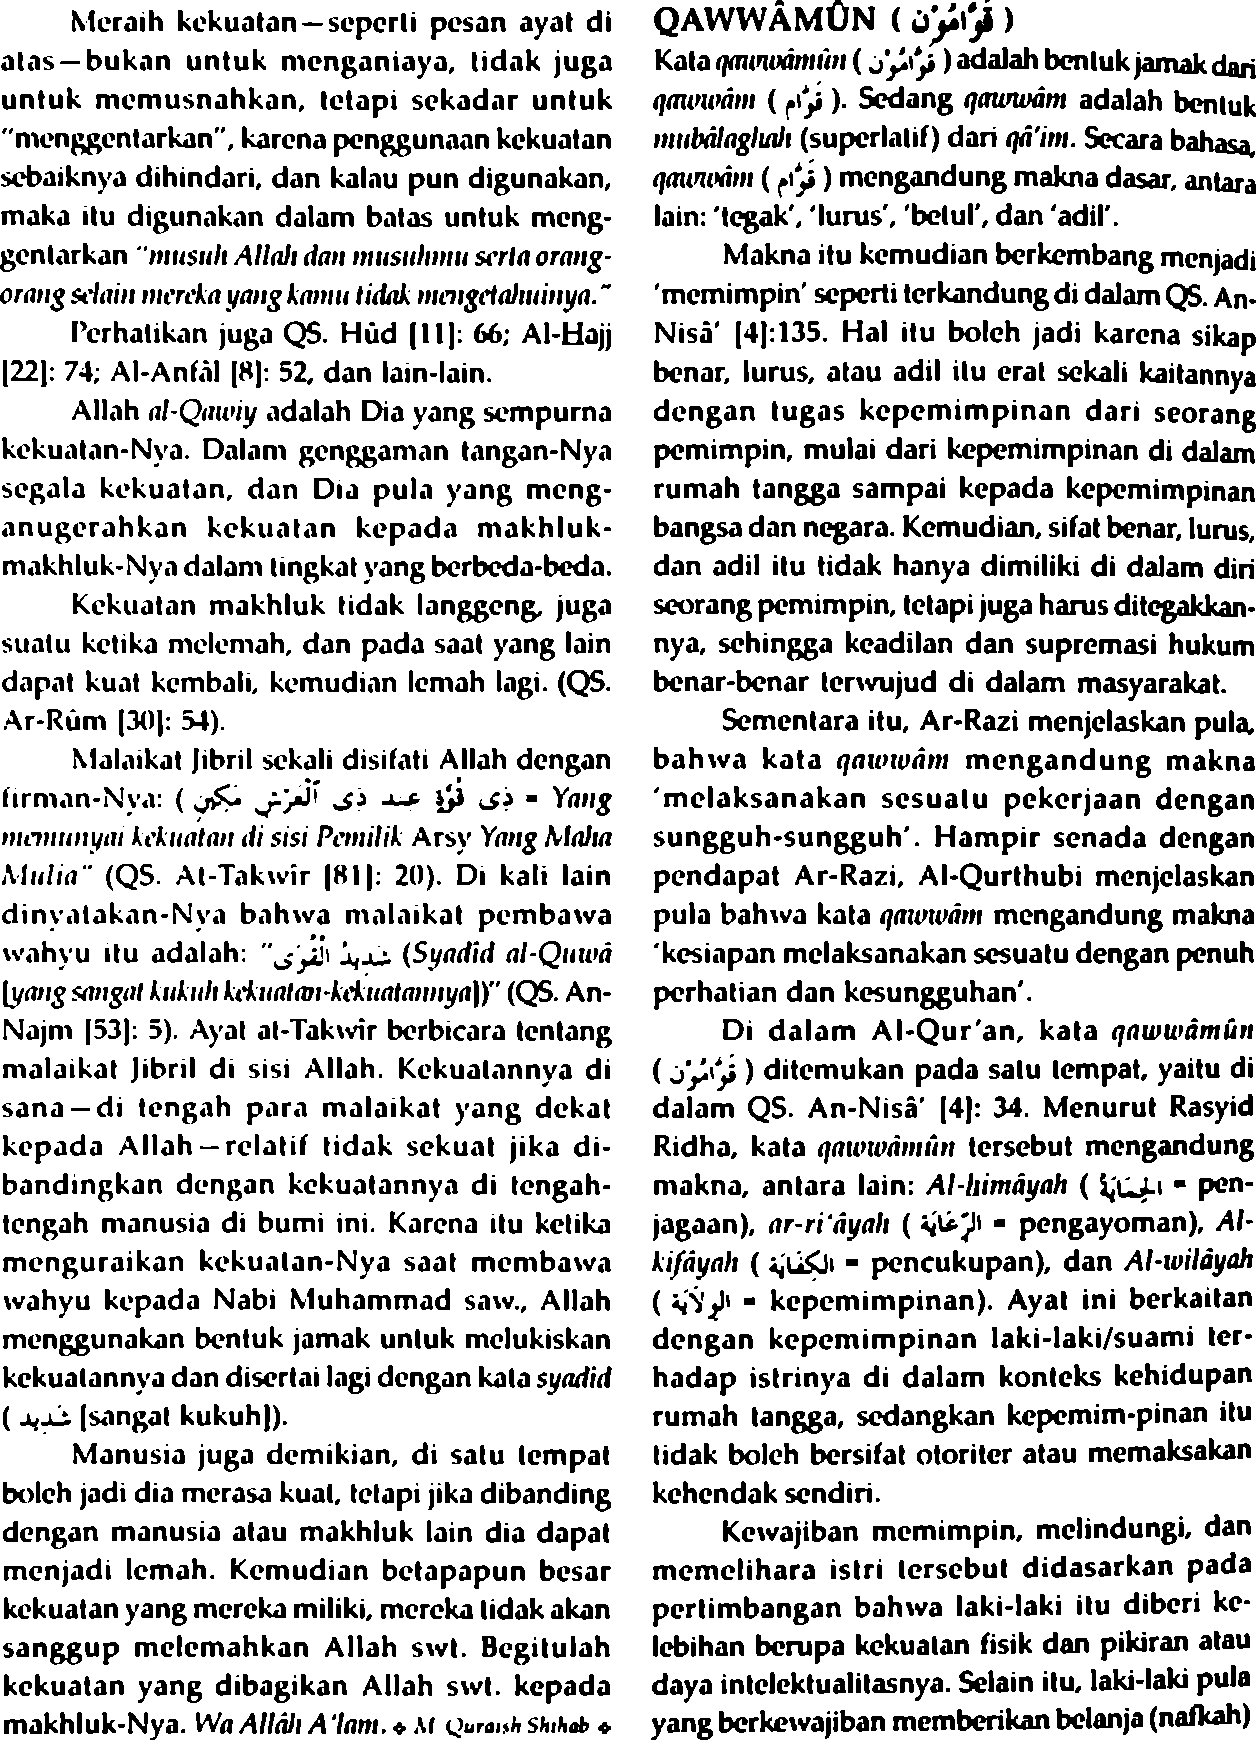 Meraih kekuatan—seperti pesan ayat di
atas—bukan untuk menganiaya, tidak juga
untuk memusnahkan, tetapi sekadar untuk
"menggentarkan", karena penggunaan kekuatan
sebaiknya dihindari, dan kalau pun digunakan,
maka itu digunakan dalam batas untuk meng-
gentarkan "musuh Allah dan musuhmu serta orang-
orang selain mereka yang kamu tidak mengetahuinya."
Perhatikan juga QS. Hûd [11]: 66; Al-Hajj
[22]: 74; Al-Anfâl [8]: 52, dan lain-lain.
Allah al-Qawiy adalah Dia yang sempurna
kekuatan-Nya. Dalam genggaman tangan-Nya
segala kekuatan, dan Dia pula yang meng-
anugerahkan kekuatan kepada makhluk-
makhluk-Nya dalam tingkat yang berbeda-beda.
Kekuatan makhluk tidak langgeng, juga
suatu ketika melemah, dan pada saat yang lain
dapat kuat kembali, kemudian lemah lagi. (QS.
Ar-Rûm [30]: 54).
Malaikat Jibril sekali disifati Allah dengan
firman-Nya: ( ذِى قُوَّةٍ عِندَ ذِى ٱلْعَرْشِ مَكِينٍ = Yang
memunyai kekuatan di sisi Pemilik Arsy Yang Maha
Mulia" (QS. At-Takwîr [81]: 20). Di kali lain
dinyatakan-Nya bahwa malaikat pembawa
wahyu itu adalah: "شَدِيدُ الْقُوَى (Syadîd al-Quwâ
[yang sangat kukuh kekuatan-kekuatannya])" (QS. An-
Najm [53]: 5). Ayat at-Takwîr berbicara tentang
malaikat Jibril di sisi Allah. Kekuatannya di
sana—di tengah para malaikat yang dekat
kepada Allah—relatif tidak sekuat jika di-
bandingkan dengan kekuatannya di tengah-
tengah manusia di bumi ini. Karena itu ketika
menguraikan kekuatan-Nya saat membawa
wahyu kepada Nabi Muhammad saw., Allah
menggunakan bentuk jamak untuk melukiskan
kekuatannya dan disertai lagi dengan kata syadid
( شَدِيد [sangat kukuh]).
Manusia juga demikian, di satu tempat
boleh jadi dia merasa kuat, tetapi jika dibanding
dengan manusia atau makhluk lain dia dapat
menjadi lemah. Kemudian betapapun besar
kekuatan yang mereka miliki, mereka tidak akan
sanggup melemahkan Allah swt. Begitulah
kekuatan yang dibagikan Allah swt. kepada
makhluk-Nya. Wa Allâh A'lam. ❖ M Quraish Shihab ❖
QAWWÂMÛN ( قَوَّامُوْنَ )
Kata qawwâmûn ( قَوَّامُوْنَ ) adalah bentuk jamak dari
qawwâm ( قَوَّام ). Sedang qawwâm adalah bentuk
mubâlaghah (superlatif) dari qâ'im. Secara bahasa,
qawwâm ( قَوَّام ) mengandung makna dasar, antara
lain: 'tegak', 'lurus', 'betul', dan 'adil'.
Makna itu kemudian berkembang menjadi
'memimpin' seperti terkandung di dalam QS. An-
Nisâ' [4]:135. Hal itu boleh jadi karena sikap
benar, lurus, atau adil itu erat sekali kaitannya
dengan tugas kepemimpinan dari seorang
pemimpin, mulai dari kepemimpinan di dalam
rumah tangga sampai kepada kepemimpinan
bangsa dan negara. Kemudian, sifat benar, lurus,
dan adil itu tidak hanya dimiliki di dalam diri
seorang pemimpin, tetapi juga harus ditegakkan-
nya, sehingga keadilan dan supremasi hukum
benar-benar terwujud di dalam masyarakat.
Sementara itu, Ar-Razi menjelaskan pula,
bahwa kata qawwâm mengandung makna
'melaksanakan sesuatu pekerjaan dengan
sungguh-sungguh'. Hampir senada dengan
pendapat Ar-Razi, Al-Qurthubi menjelaskan
pula bahwa kata qawwâm mengandung makna
'kesiapan melaksanakan sesuatu dengan penuh
perhatian dan kesungguhan'.
Di dalam Al-Qur'an, kata qawwâmûn
( قَوَّامُوْنَ ) ditemukan pada satu tempat, yaitu di
dalam QS. An-Nisâ' [4]: 34. Menurut Rasyid
Ridha, kata qawwâmûn tersebut mengandung
makna, antara lain: Al-himâyah ( الْحِمَايَةُ = pen-
jagaan), ar-ri'âyah ( الرِّعَايَةُ = pengayoman), Al-
kifâyah ( الْكِفَايَةُ = pencukupan), dan Al-wilâyah
( الْوِلَايَةُ = kepemimpinan). Ayat ini berkaitan
dengan kepemimpinan laki-laki/suami ter-
hadap istrinya di dalam konteks kehidupan
rumah tangga, sedangkan kepemim-pinan itu
tidak boleh bersifat otoriter atau memaksakan
kehendak sendiri.
Kewajiban memimpin, melindungi, dan
memelihara istri tersebut didasarkan pada
pertimbangan bahwa laki-laki itu diberi ke-
lebihan berupa kekuatan fisik dan pikiran atau
daya intelektualitasnya. Selain itu, laki-laki pula
yang berkewajiban memberikan belanja (nafkah)